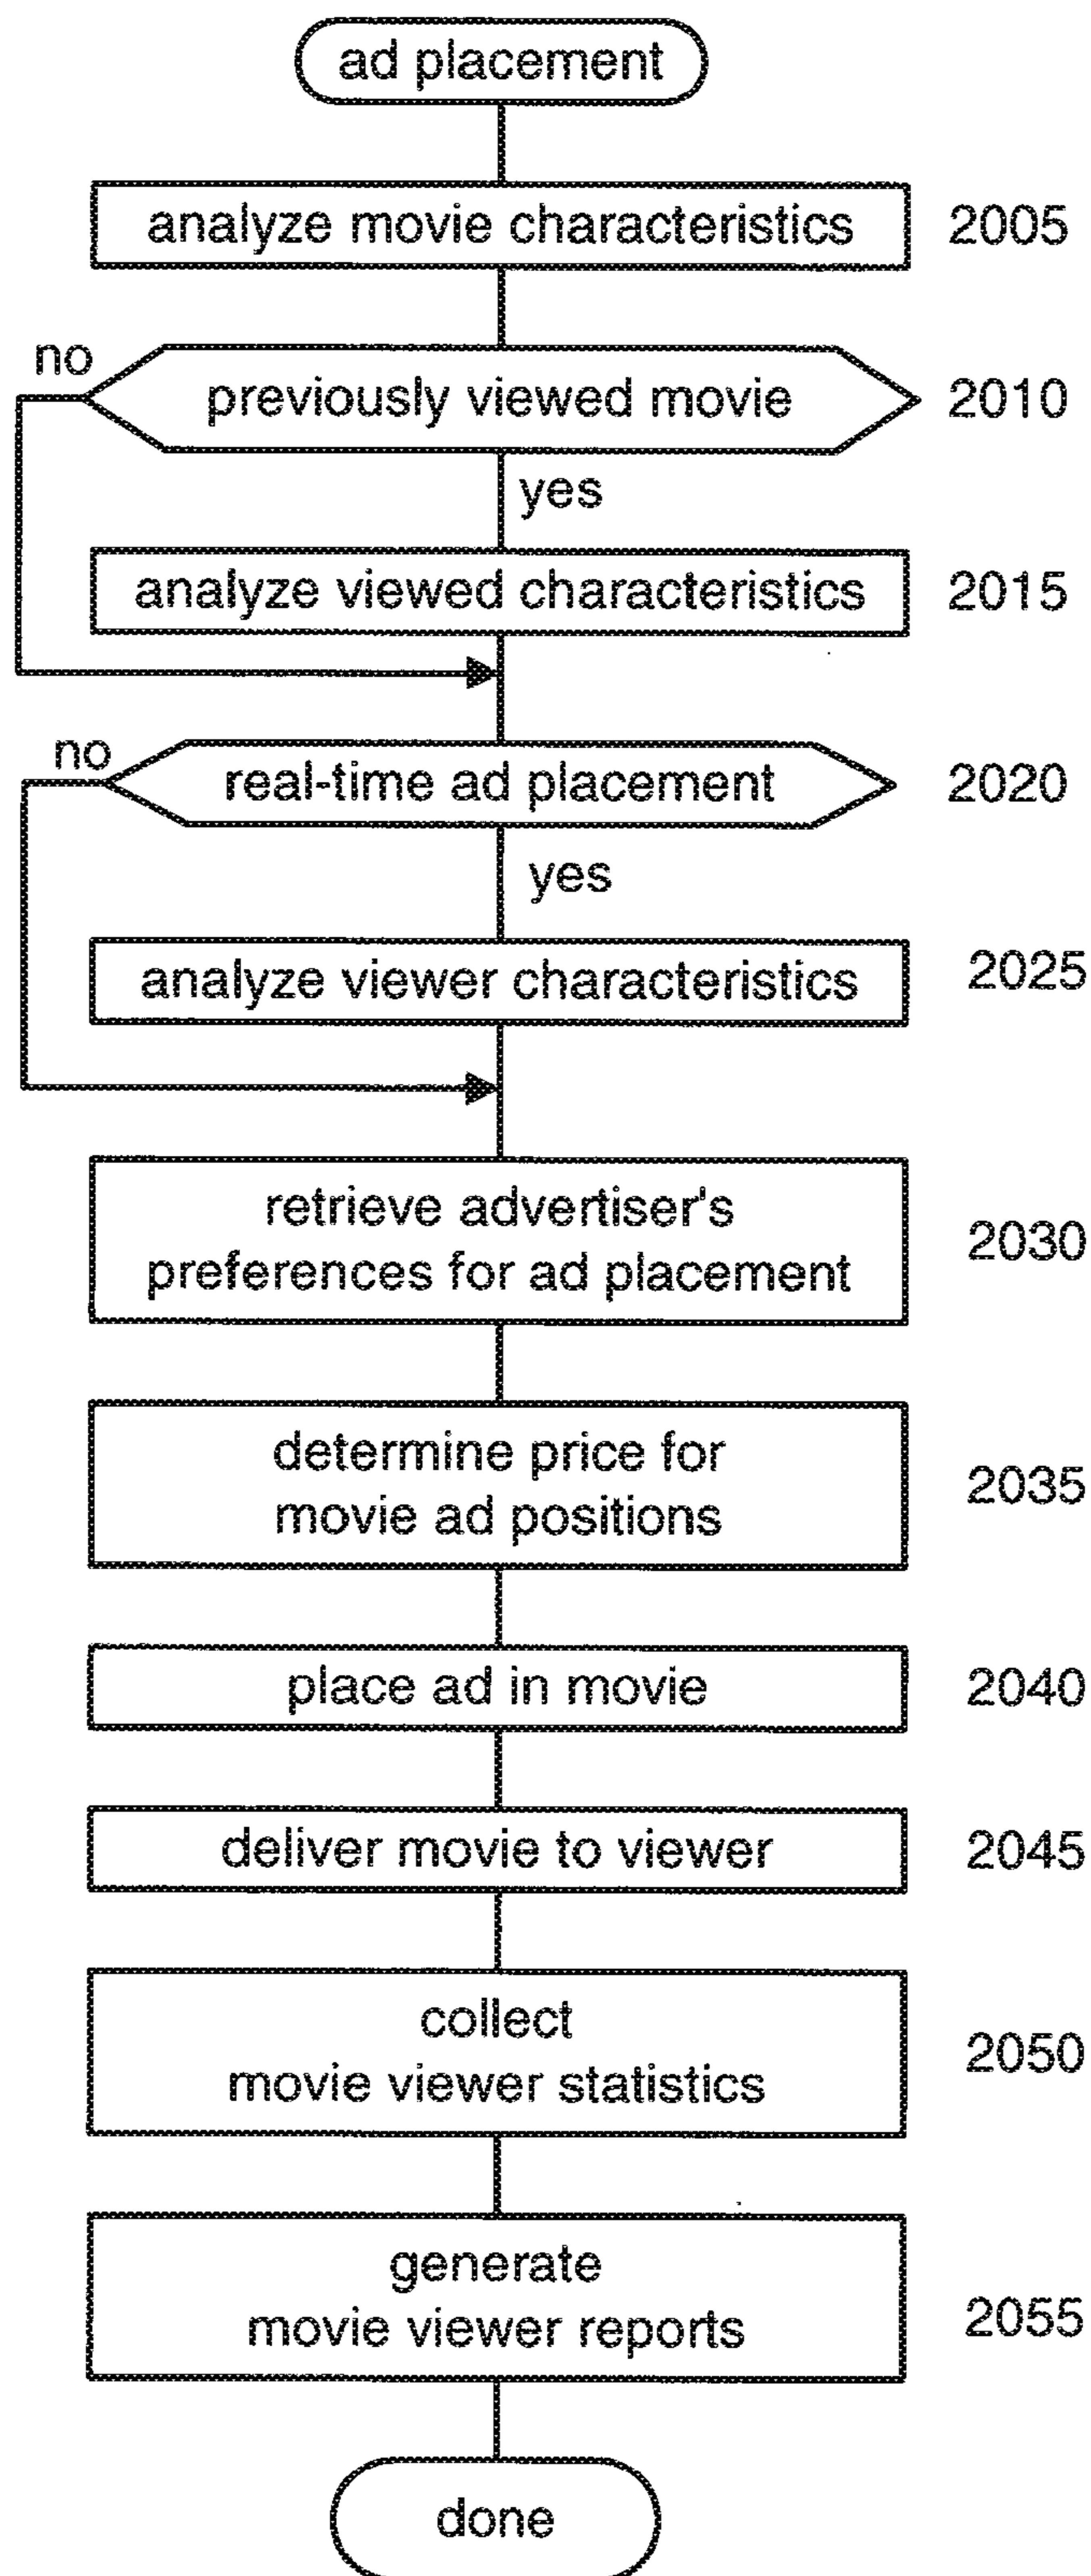 ad placement
analyze movie characteristics 2005
no
previously viewed movie 2010
yes
analyze viewed characteristics 2015
no
real-time ad placement 2020
yes
analyze viewer characteristics 2025
retrieve advertiser's
preferences for ad placement
2030
determine price for
movie ad positions
2035
place ad in movie 2040
deliver movie to viewer 2045
collect
movie viewer statistics
2050
generate
movie viewer reports
2055
done